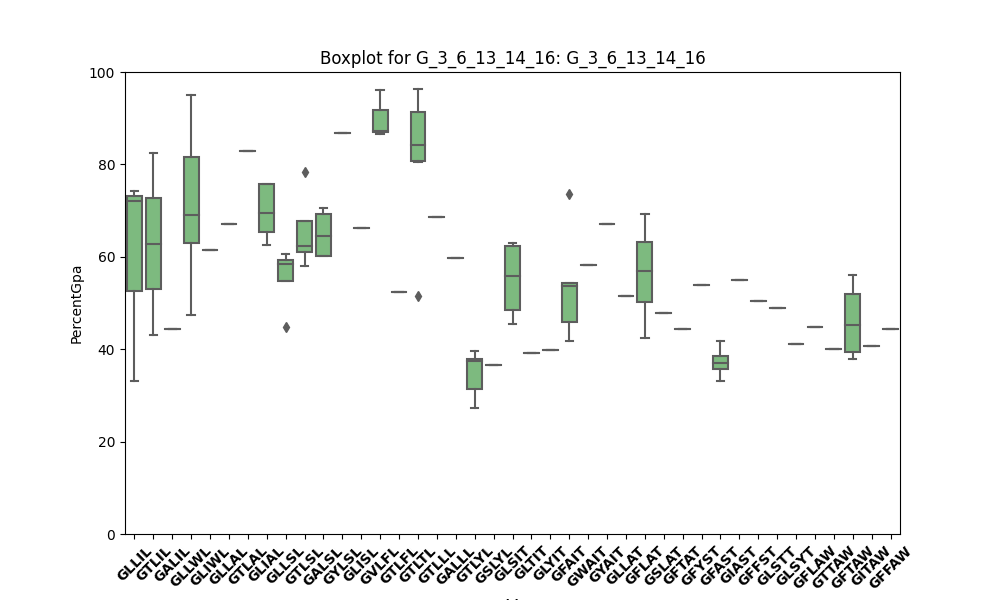 Boxplot for G_3_6_13_14_16: G_3_6_13_14_16
PercentGpa
100
80
60
40
20
0
GLLIL
GTLIL
GALIL
GLLWL
GLIWL
GLLAL
GTLAL
GLIAL
GLLSL
GTLSL
GALSL
GYLSL
GLISL
GVLFL
GTLFL
GTLTL
GTLLL
GALLL
GTLYL
GSLYL
GLSIT
GLTIT
GLYIT
GFAIT
GWAIT
GYAIT
GLLAT
GFLAT
GSLAT
GFTAT
GFYST
GFAST
GIAST
GFFST
GLSTT
GLSYT
GFLAW
GTTAW
GFTAW
GITAW
GFFAW